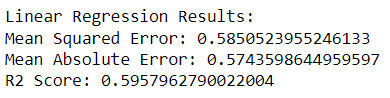 Linear Regression Results:
Mean Squared Error: 0.5850523955246133
Mean Absolute Error: 0.5743598644959597
R2 Score: 0.5957962790022004